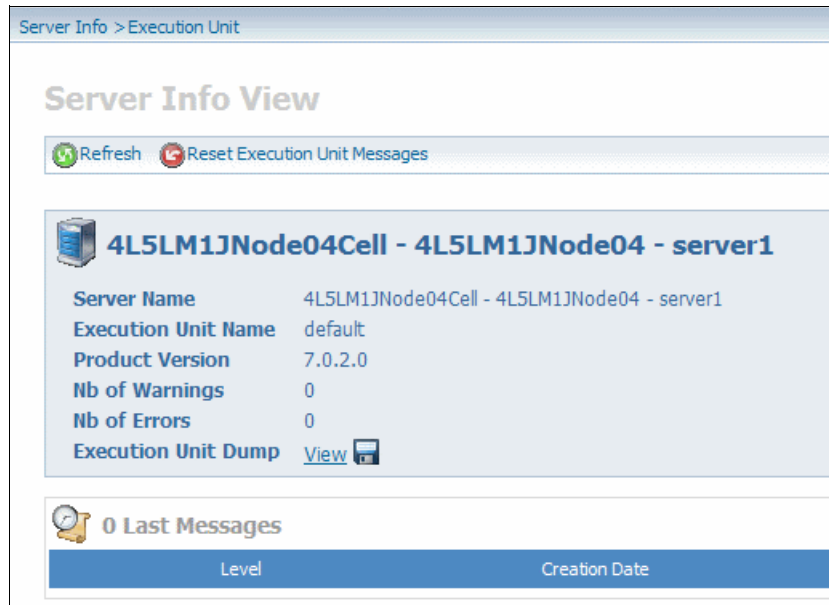 Server Info > Execution Unit
Server Info View
Refresh Reset Execution Unit Messages
4L5LM1JNode04Cell - 4L5LM1JNode04 - server1
Server Name 4L5LM1JNode04Cell - 4L5LM1JNode04 - server1
Execution Unit Name default
Product Version 7.0.2.0
Nb of Warnings 0
Nb of Errors 0
Execution Unit Dump View
0 Last Messages
Level Creation Date